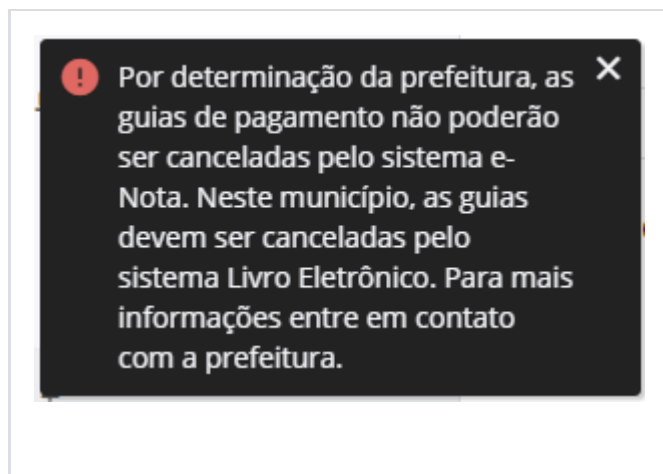 Por determinação da prefeitura, as
guias de pagamento não poderão
ser canceladas pelo sistema e-
Nota. Neste município, as guias
devem ser canceladas pelo
sistema Livro Eletrônico. Para mais
informações entre em contato
com a prefeitura.